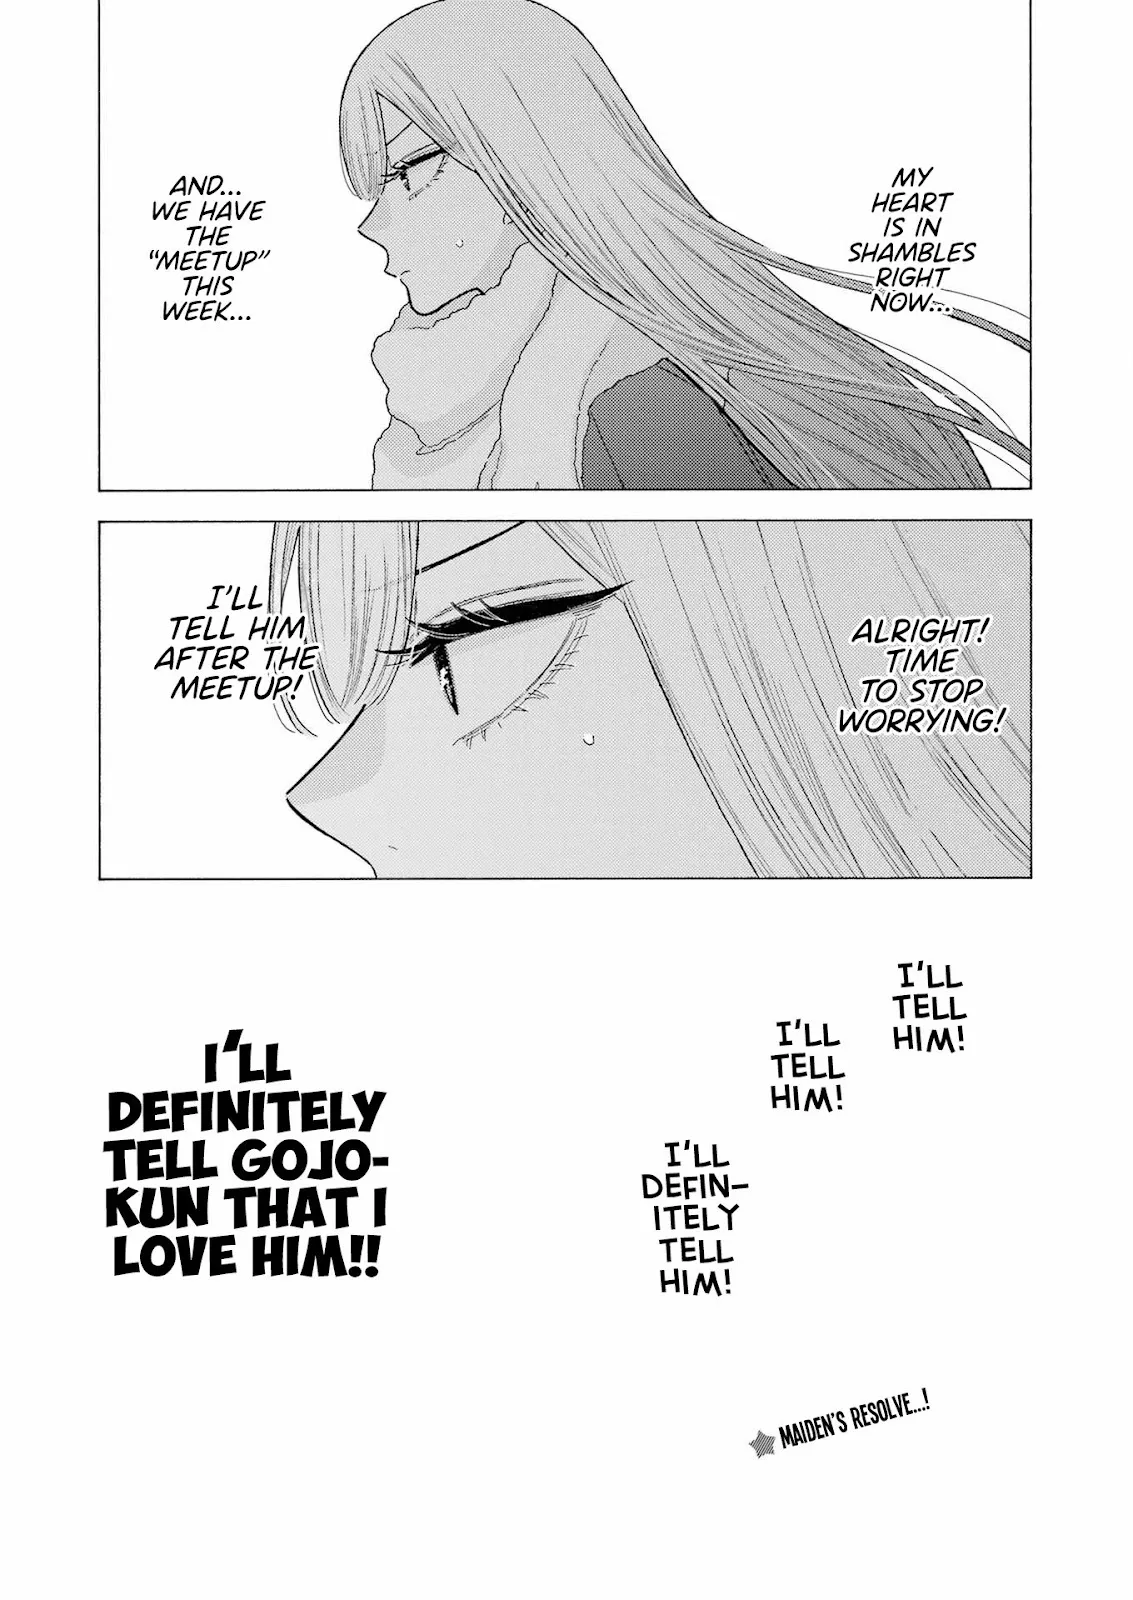 MY
HEART
IS IN
SHAMBLES
RIGHT
NOW...
AND...
WE HAVE
THE
"MEETUP"
THIS
WEEK...
ALRIGHT!
TIME
TO STOP
WORRYING!
I'LL
TELL HIM
AFTER THE
MEETUP!
I'LL
TELL
HIM!
I'LL
TELL
HIM!
I'LL
DEFIN-
ITELY
TELL
HIM!
I'LL
DEFINITELY
TELL GOJO-
KUN THAT I
LOVE HIM!!
MAIDEN'S RESOLVE...!